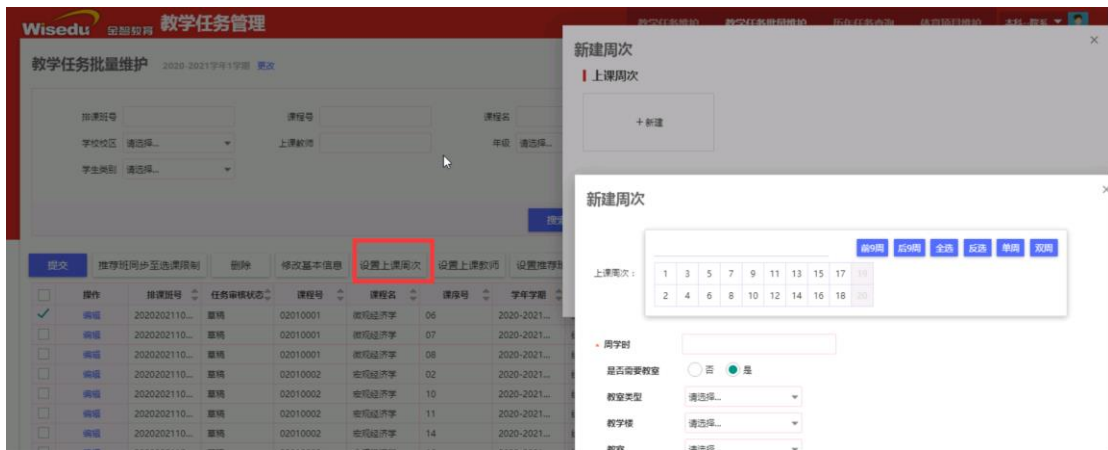 Wisedu 金智教育 教学任务管理
教学任务维护 教学任务批量维护 历年任务查询 体育项目维护
教学任务批量维护 2020-2021学年1学期 更改
排课班号 课程号 课程名
学校校区 请选择... 上课教师 年级 请选择...
学生类别 请选择...
提交 推荐班同步至选课限制 删除 修改基本信息 设置上课周次 设置上课教师 设置推荐班
操作 排课班号 任务审核状态 课程号 课程名 课序号 学年学期
编辑 2020202110... 草稿 02010001 微观经济学 06 2020-2021...
编辑 2020202110... 草稿 02010001 微观经济学 07 2020-2021...
编辑 2020202110... 草稿 02010001 微观经济学 08 2020-2021...
编辑 2020202110... 草稿 02010002 宏观经济学 02 2020-2021...
编辑 2020202110... 草稿 02010002 宏观经济学 10 2020-2021...
编辑 2020202110... 草稿 02010002 宏观经济学 11 2020-2021...
编辑 2020202110... 草稿 02010002 宏观经济学 14 2020-2021...
新建周次
上课周次
+ 新建
新建周次
前9周 后9周 全选 反选 单周 双周
上课周次：
1 3 5 7 9 11 13 15 17 19
2 4 6 8 10 12 14 16 18 20
周学时
是否需要教室 否 是
教室类型 请选择...
教学楼 请选择...
教室 请选择